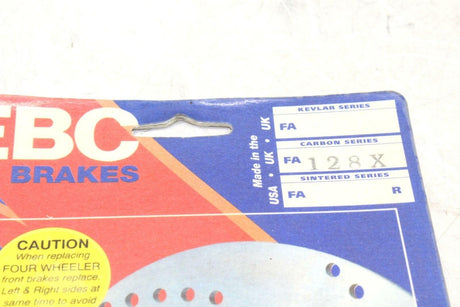 EBC
BRAKES
Made in the
USA • UK • UK
KEVLAR SERIES
FA
CARBON SERIES
FA 128X
SINTERED SERIES
FA R
CAUTION
When replacing
FOUR WHEELER
front brakes replace
Left & Right sides at
same time to avoid